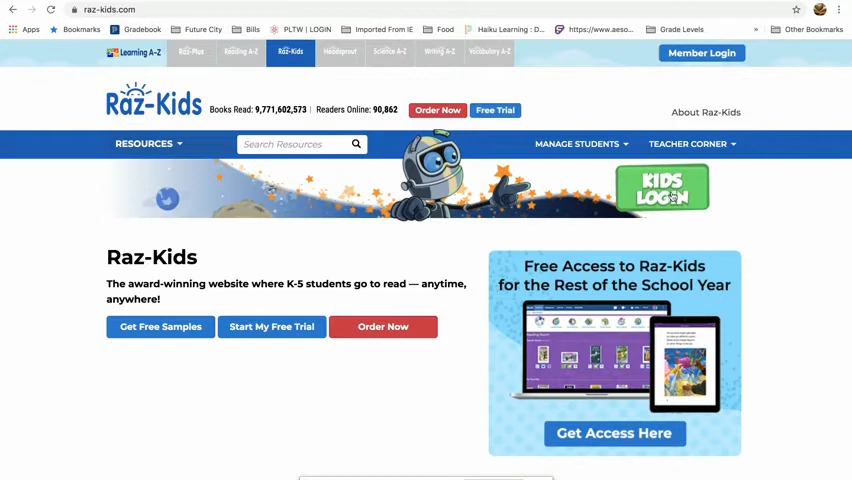 raz-kids.com
Apps Bookmarks Gradebook Future City Bills PLTW | LOGIN Imported From IE Food Haiku Learning : D... https://www.aeso... Grade Levels » Other Bookmarks
Learning A-Z Raz-Plus Reading A-Z Raz-Kids Headsprout Science A-Z Writing A-Z Vocabulary A-Z Member Login
Raz-Kids Books Read: 9,771,602,573 | Readers Online: 90,862 Order Now Free Trial About Raz-Kids
RESOURCES Search Resources MANAGE STUDENTS TEACHER CORNER
KIDS
LOGIN
Raz-Kids
The award-winning website where K-5 students go to read — anytime,
anywhere!
Get Free Samples Start My Free Trial Order Now
Free Access to Raz-Kids
for the Rest of the School Year
Get Access Here